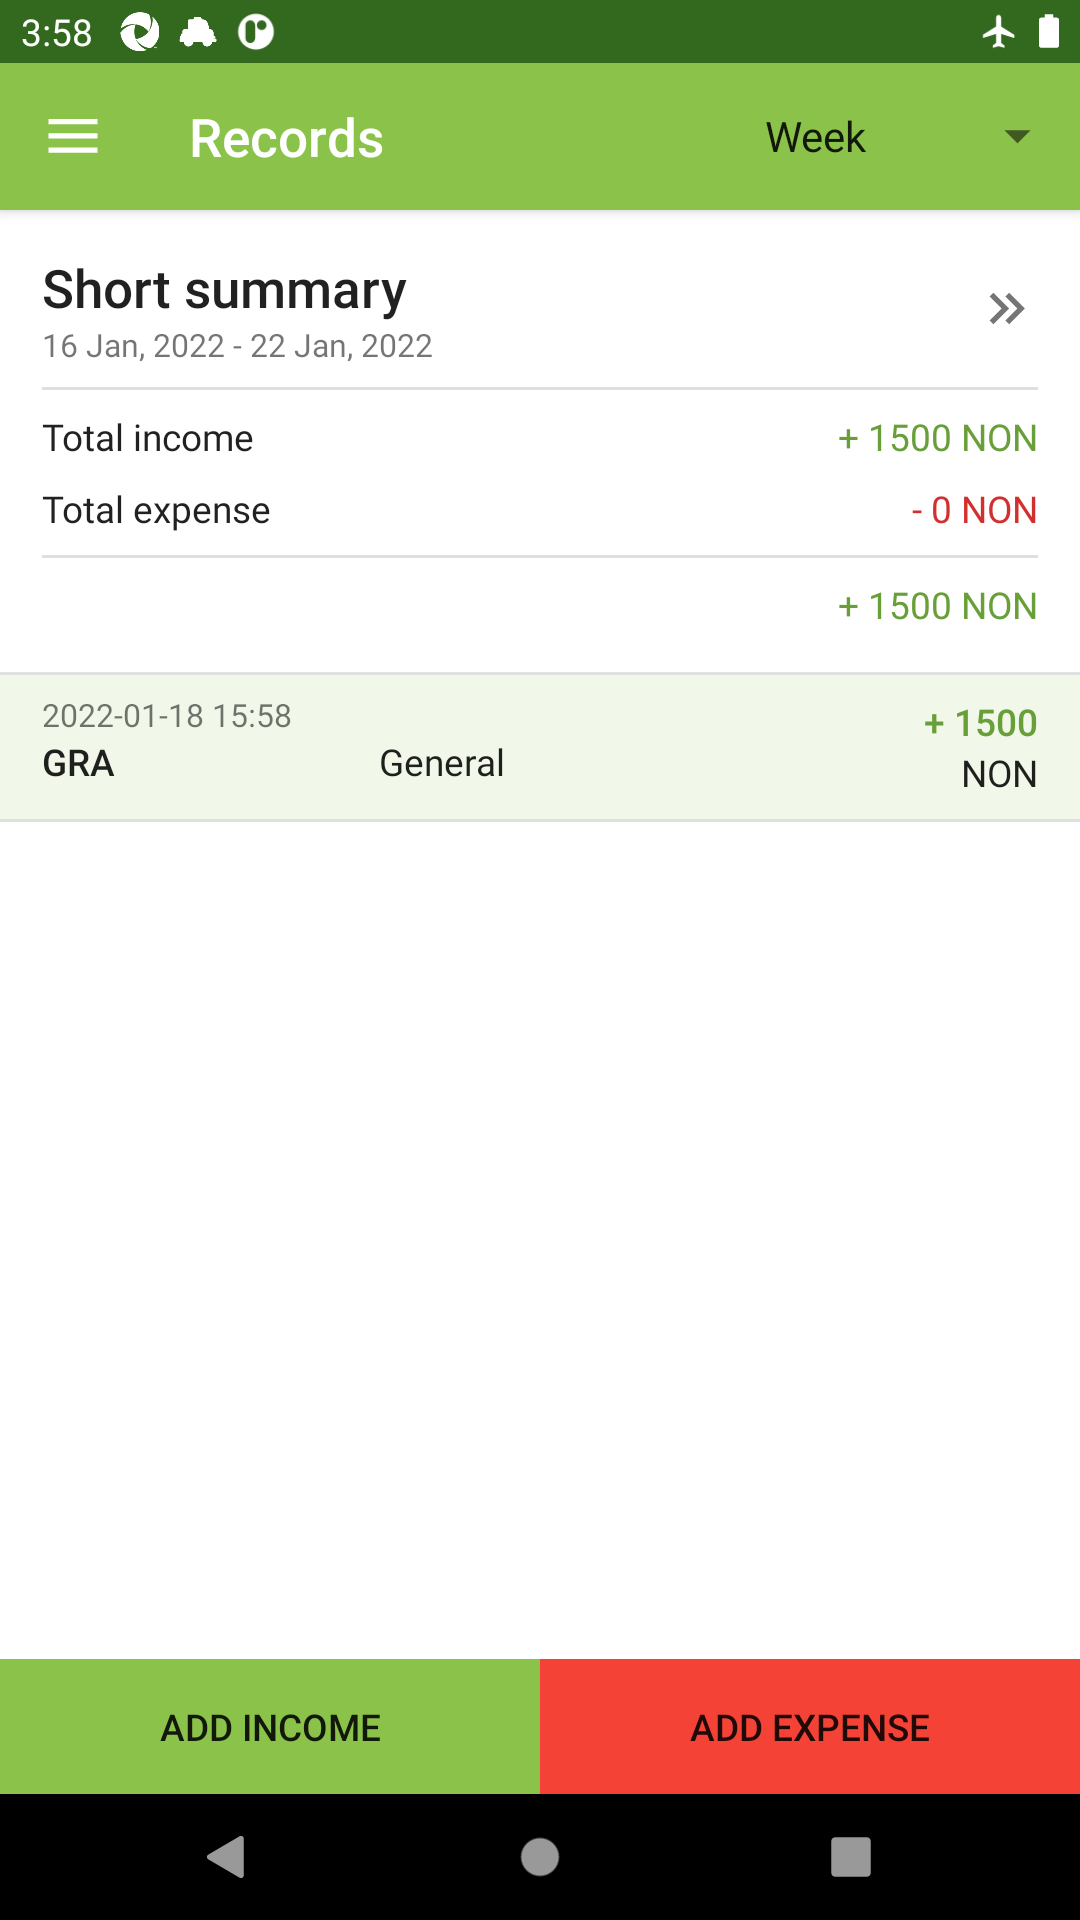 3:58
Records
Week
Short summary
16 Jan, 2022 - 22 Jan, 2022
Total income + 1500 NON
Total expense - 0 NON
+ 1500 NON
2022-01-18 15:58 + 1500
GRA General
NON
ADD INCOME ADD EXPENSE